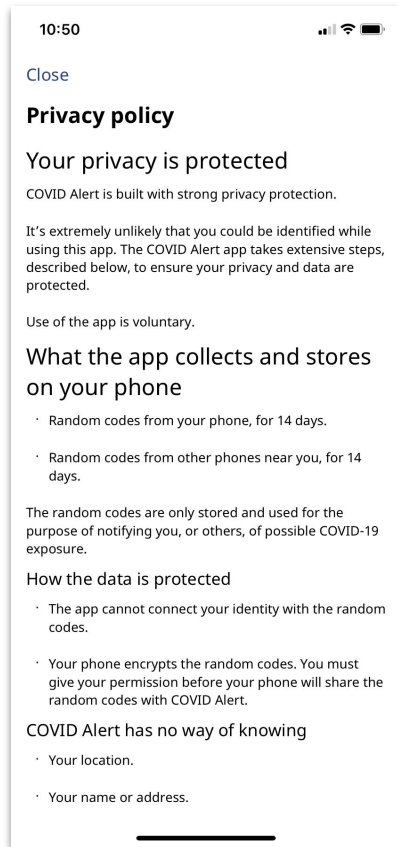 10:50
Close
Privacy policy
Your privacy is protected
COVID Alert is built with strong privacy protection.
It’s extremely unlikely that you could be identified while
using this app. The COVID Alert app takes extensive steps,
described below, to ensure your privacy and data are
protected.
Use of the app is voluntary.
What the app collects and stores
on your phone
· Random codes from your phone, for 14 days.
· Random codes from other phones near you, for 14
days.
The random codes are only stored and used for the
purpose of notifying you, or others, of possible COVID-19
exposure.
How the data is protected
· The app cannot connect your identity with the random
codes.
· Your phone encrypts the random codes. You must
give your permission before your phone will share the
random codes with COVID Alert.
COVID Alert has no way of knowing
· Your location.
· Your name or address.